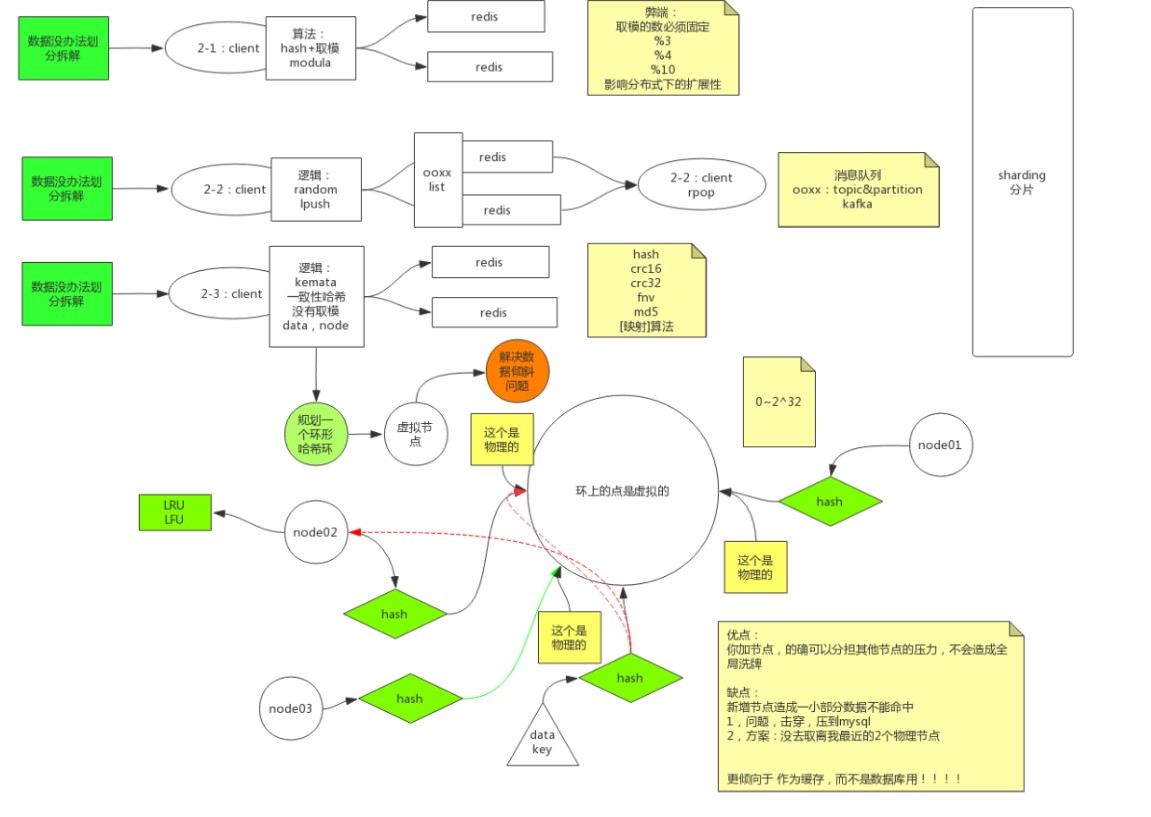 数据没办法划
分拆解
2-1：client
算法：
hash+取模
modula
redis
redis
弊端：
取模的数必须固定
%3
%4
%10
影响分布式下的扩展性
sharding
分片
数据没办法划
分拆解
2-2：client
逻辑：
random
lpush
ooxx
list
redis
redis
2-2：client
rpop
消息队列
ooxx：topic&partition
kafka
数据没办法划
分拆解
2-3：client
逻辑：
kemata
一致性哈希
没有取模
data，node
redis
redis
hash
crc16
crc32
fnv
md5
[映射]算法
解决数
据倾斜
问题
规划一
个环形
哈希环
虚拟节
点
这个是
物理的
0~2^32
node01
环上的点是虚拟的
hash
LRU
LFU
node02
这个是
物理的
hash
这个是
物理的
node03
hash
hash
data
key
优点：
你加节点，的确可以分担其他节点的压力，不会造成全
局洗牌
缺点：
新增节点造成一小部分数据不能命中
1，问题，击穿，压到mysql
2，方案：没去取离我最近的2个物理节点
更倾向于 作为缓存，而不是数据库用！！！！